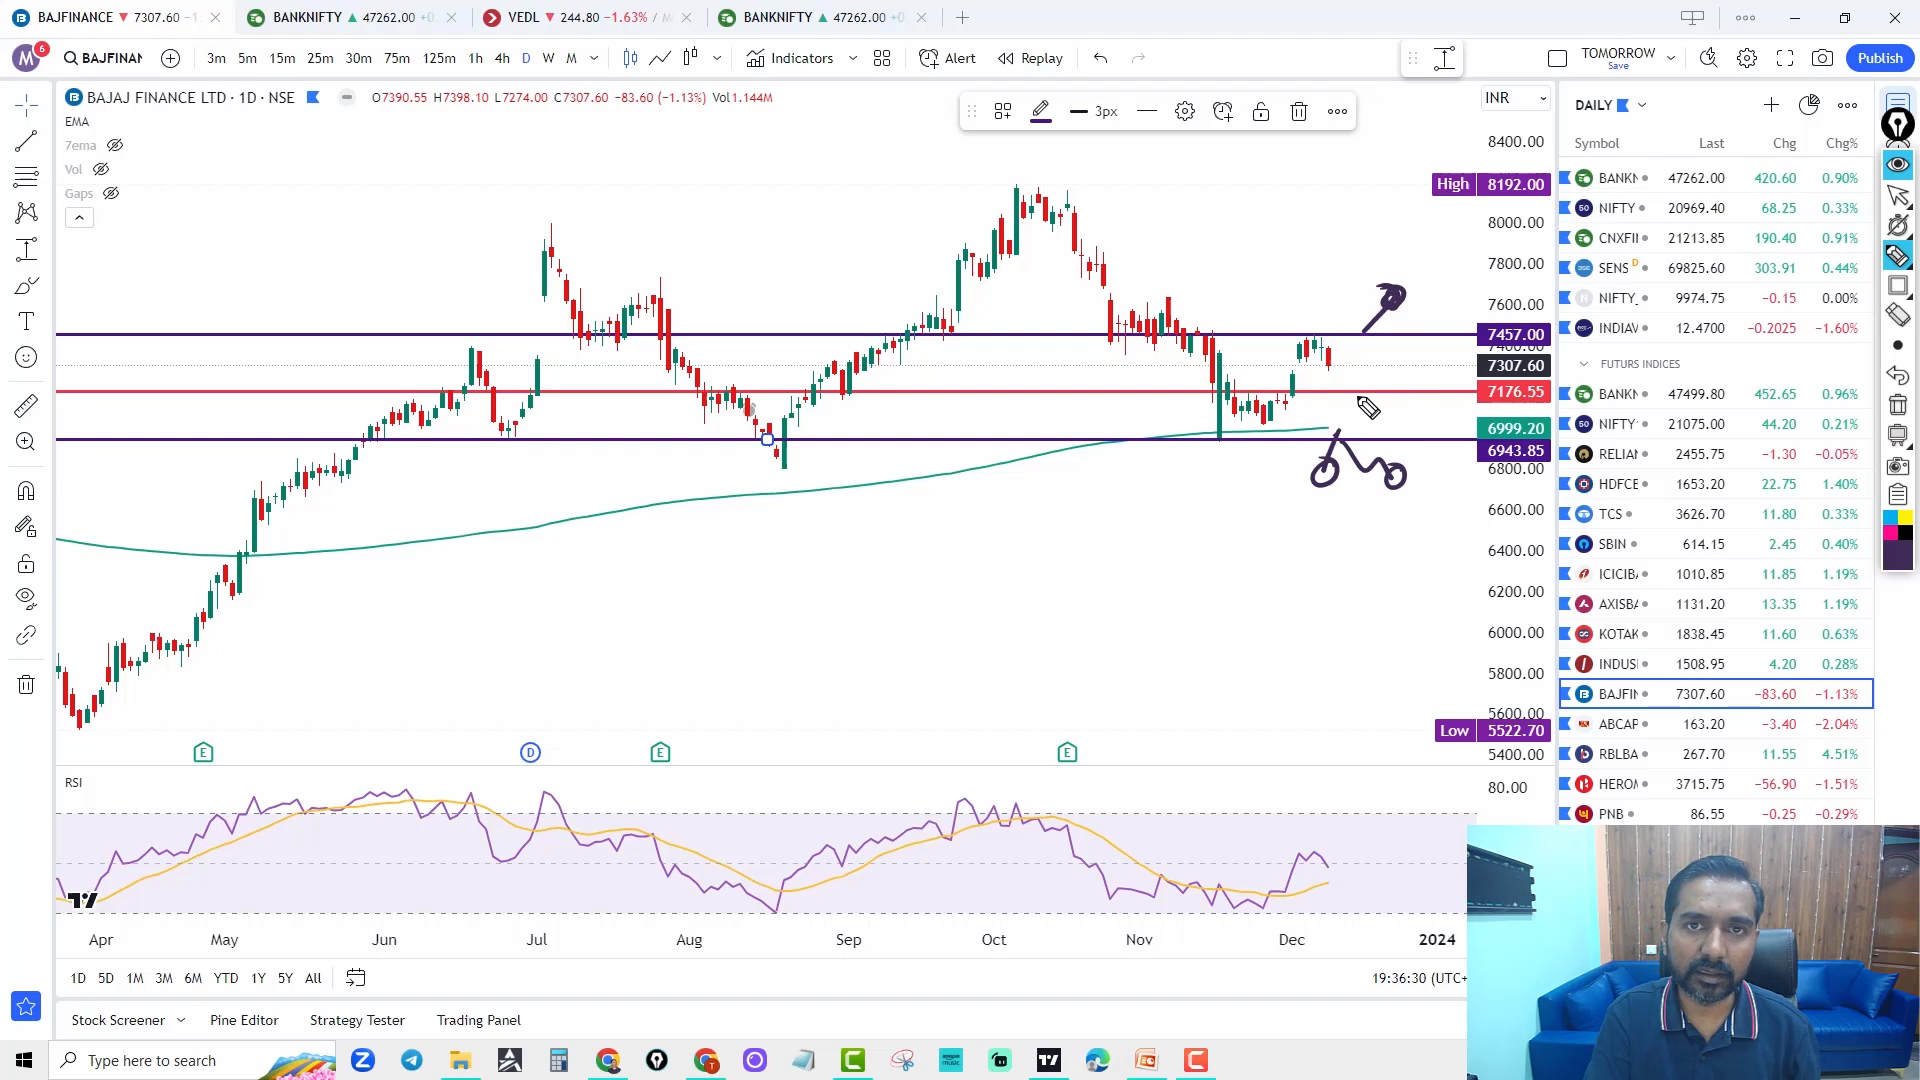 BAJFINANCE ▼ 7307.60 −1.
BANKNIFTY ▲ 47262.00 +0.
VEDL ▼ 244.80 −1.63% /
BANKNIFTY ▲ 47262.00 +0
M 6 BAJFINAN 3m 5m 15m 25m 30m 75m 125m 1h 4h D W M Indicators Alert Replay TOMORROW Save Publish
BAJAJ FINANCE LTD · 1D · NSE O7390.55 H7398.10 L7274.00 C7307.60 −83.60 (−1.13%) Vol1.144M
EMA
7ema
Vol
Gaps
3px
INR
8400.00
High 8192.00
8000.00
7800.00
7600.00
7457.00
7400.00
7307.60
7176.55
6999.20
6943.85
6800.00
6600.00
6400.00
6200.00
6000.00
5800.00
5600.00
Low 5522.70
5400.00
E D E E
RSI
80.00
Apr May Jun Jul Aug Sep Oct Nov Dec 2024
1D 5D 1M 3M 6M YTD 1Y 5Y All
19:36:30 (UTC+
Stock Screener Pine Editor Strategy Tester Trading Panel
Type here to search
DAILY
Symbol Last Chg Chg%
BANKN 47262.00 420.60 0.90%
NIFTY 20969.40 68.25 0.33%
CNXFII 21213.85 190.40 0.91%
SENS D 69825.60 303.91 0.44%
NIFTY_ 9974.75 −0.15 0.00%
INDIAV 12.4700 −0.2025 −1.60%
FUTURS INDICES
BANKN 47499.80 452.65 0.96%
NIFTY 21075.00 44.20 0.21%
RELIAN 2455.75 −1.30 −0.05%
HDFCE 1653.20 22.75 1.40%
TCS 3626.70 11.80 0.33%
SBIN 614.15 2.45 0.40%
ICICIB 1010.85 11.85 1.19%
AXISBA 1131.20 13.35 1.19%
KOTAK 1838.45 11.60 0.63%
INDUSI 1508.95 4.20 0.28%
BAJFIN 7307.60 −83.60 −1.13%
ABCAP 163.20 −3.40 −2.04%
RBLBA 267.70 11.55 4.51%
HEROM 3715.75 −56.90 −1.51%
PNB 86.55 −0.25 −0.29%